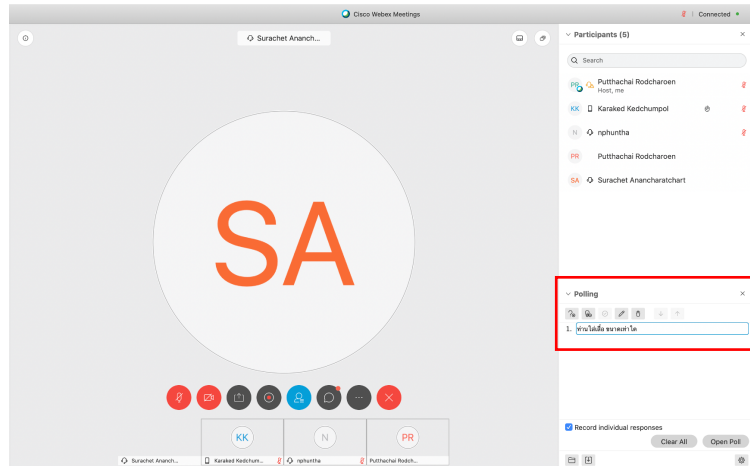 Cisco Webex Meetings
Connected
Surachet Ananch...
SA
Surachet Ananch...
KK
Karaked Kedchum...
N
nphuntha
PR
Putthachai Rodch...
Participants (5)
Search
PR
Putthachai Rodcharoen
Host, me
KK
Karaked Kedchumpol
N
nphuntha
PR
Putthachai Rodcharoen
SA
Surachet Anancharatchart
Polling
1. ท่านใส่เสื้อ ขนาดเท่าใด
Record individual responses
Clear All
Open Poll